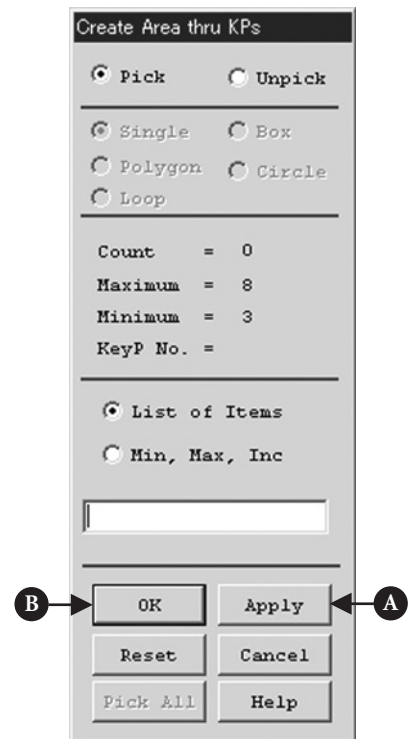 Create Area thru KPs
Pick Unpick
Single Box
Polygon Circle
Loop
Count = 0
Maximum = 8
Minimum = 3
KeyP No. =
List of Items
Min, Max, Inc
B OK Apply A
Reset Cancel
Pick All Help